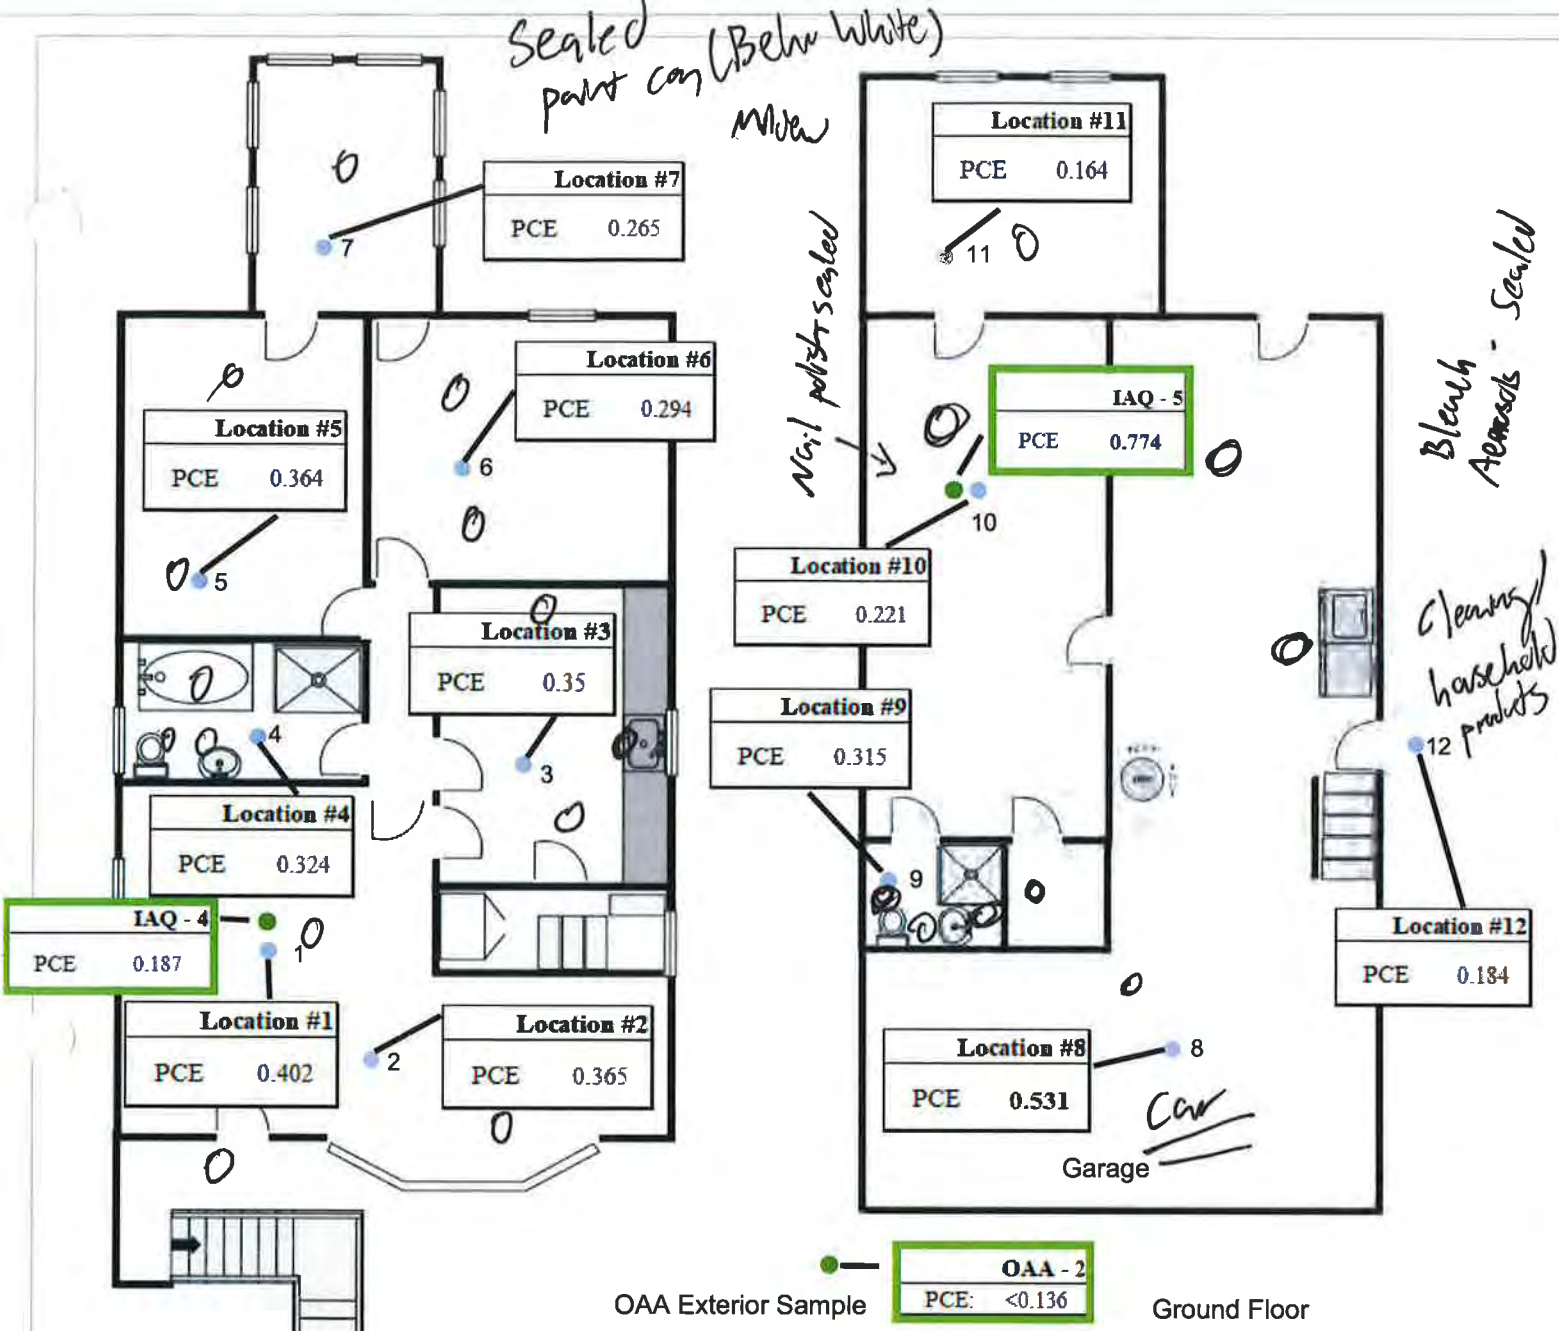 Sealed
paint can (Behr White)
Mildew
Location #7
PCE 0.265
7
Location #11
PCE 0.164
11
Nail polish sealed
Bleach
Aerosols - Sealed
Location #6
PCE 0.294
6
Location #5
PCE 0.364
5
IAQ - 5
PCE 0.774
10
Location #10
PCE 0.221
Location #3
PCE 0.35
3
Cleaning/
household
products
12
Location #9
PCE 0.315
9
4
Location #4
PCE 0.324
IAQ - 4
PCE 0.187
1
Location #1
PCE 0.402
2
Location #2
PCE 0.365
Location #12
PCE 0.184
Location #8
PCE 0.531
8
Car
Garage
OAA Exterior Sample
OAA - 2
PCE: <0.136
Ground Floor